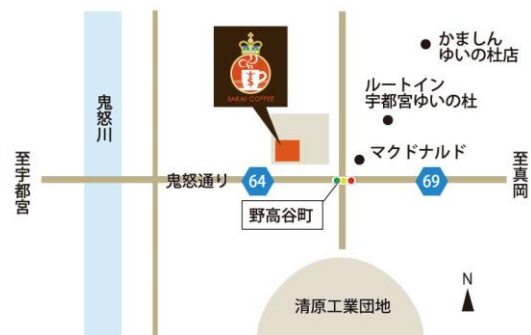 かましん
ゆいの杜店
SAKAI COFFEE
ルートイン
宇都宮ゆいの杜
鬼怒川
マクドナルド
至宇都宮
鬼怒通り
64
69
至真岡
野高谷町
清原工業団地
N